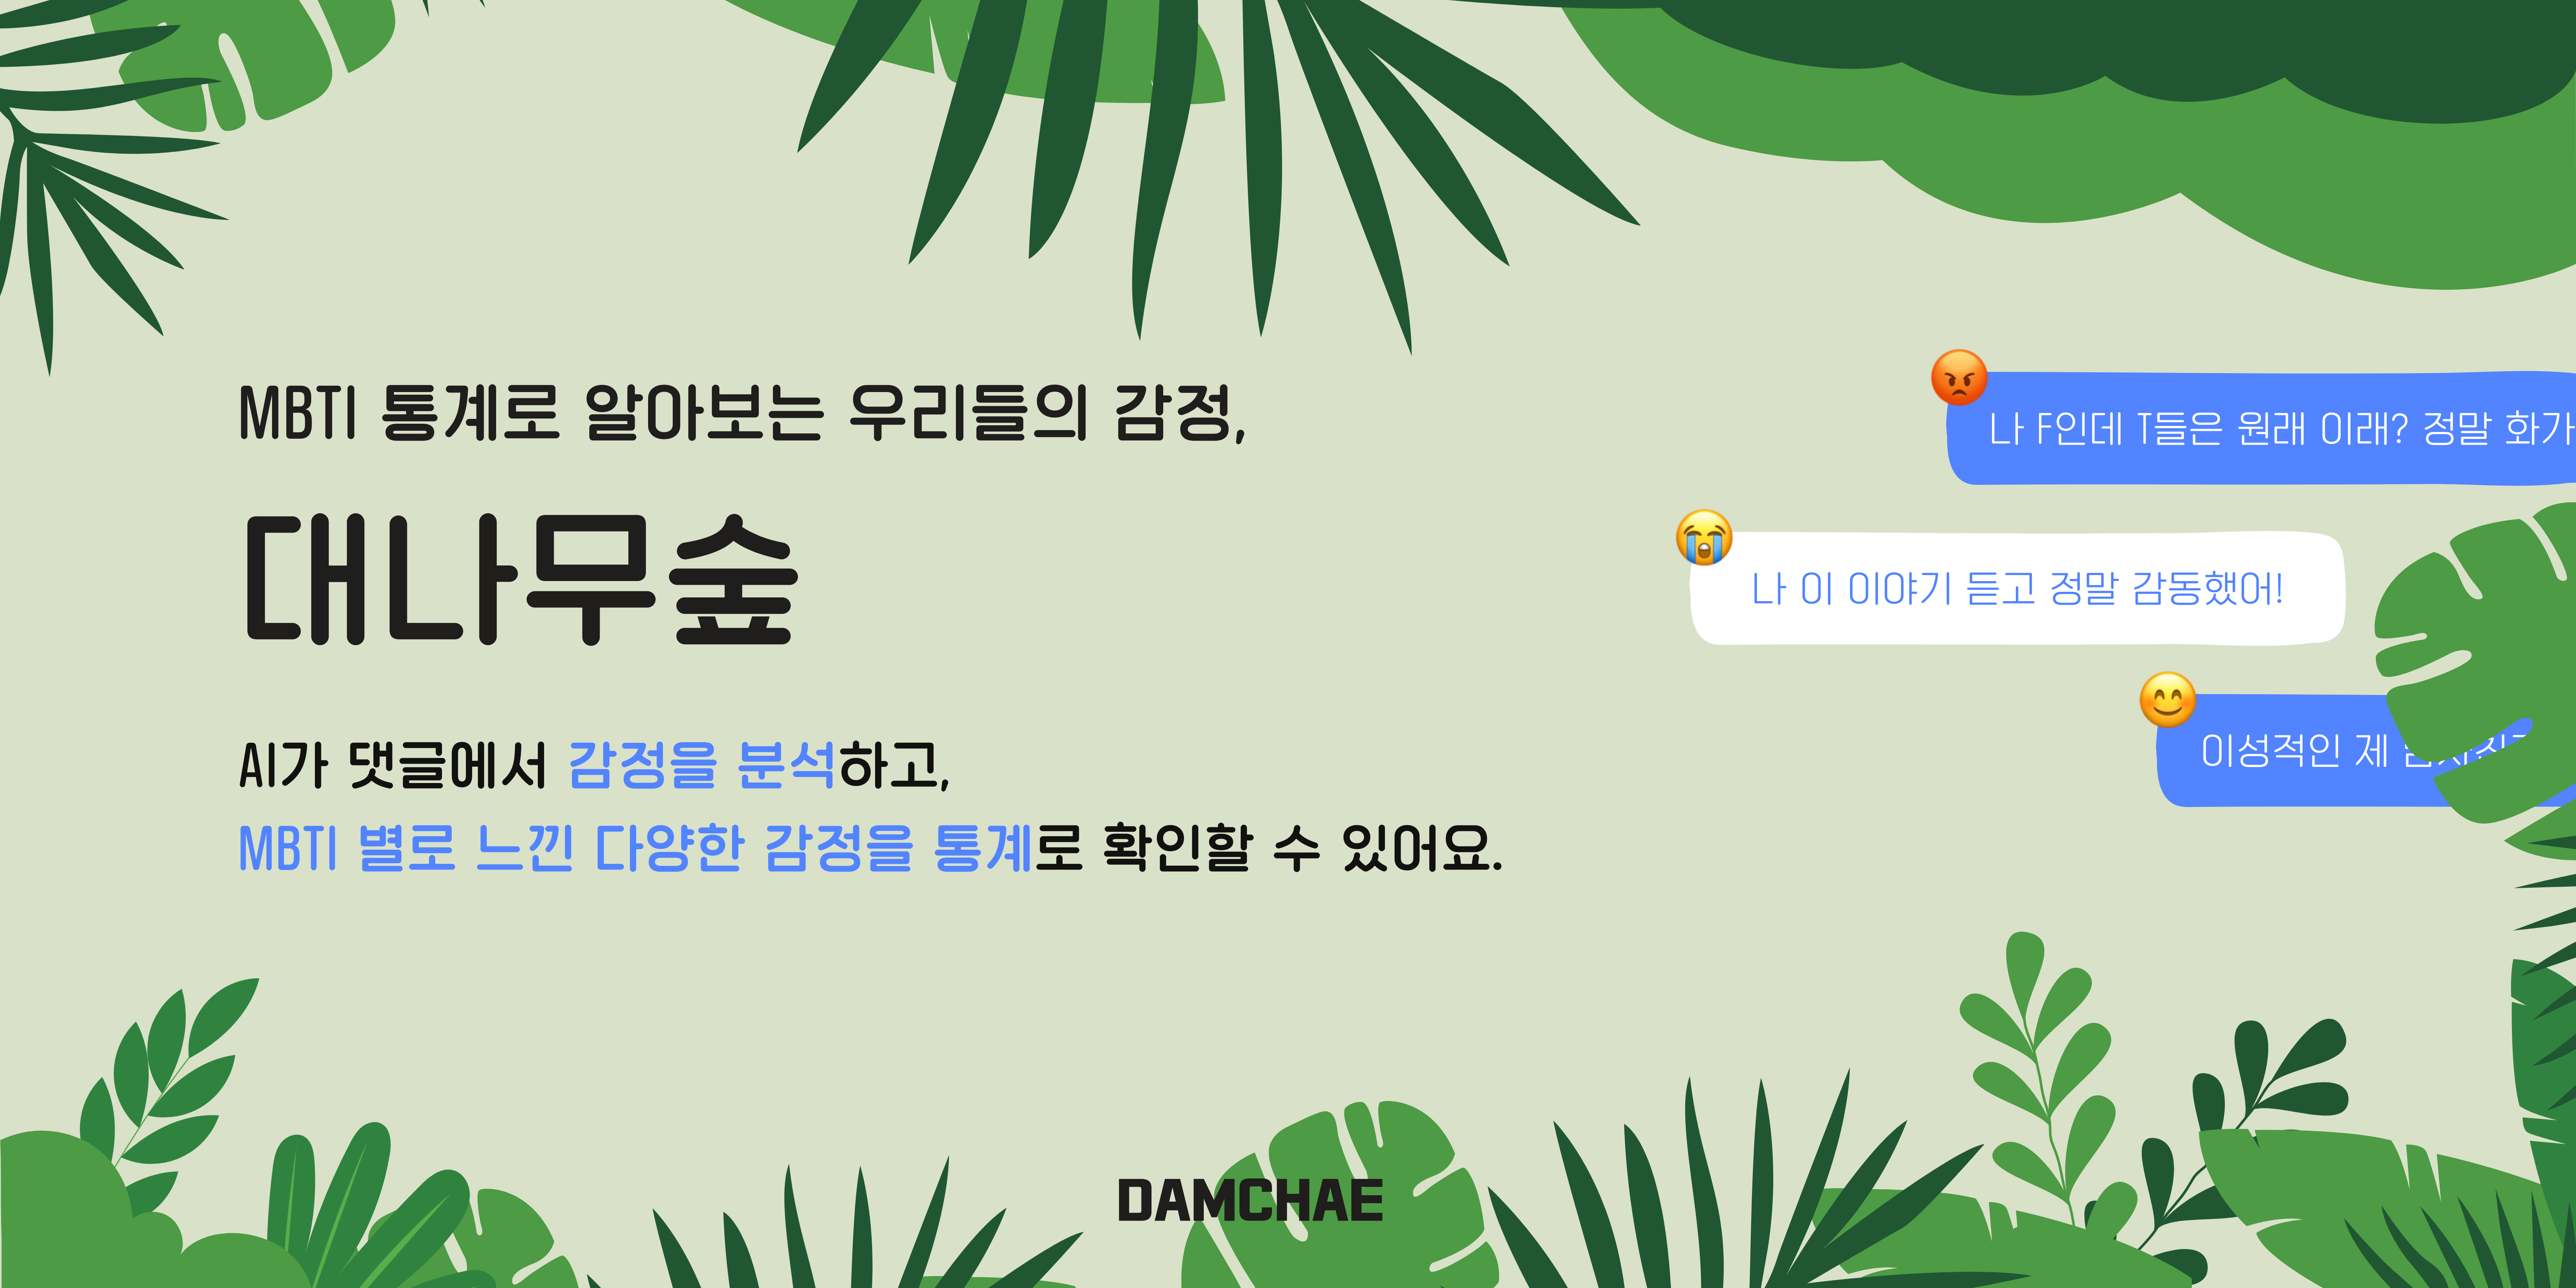 MBTI 통계로 알아보는 우리들의 감정,
대나무숲
AI가 댓글에서 감정을 분석하고,
MBTI 별로 느낀 다양한 감정을 통계로 확인할 수 있어요.
나 F인데 T들은 원래 이래? 정말 화가
나 이 이야기 듣고 정말 감동했어!
이성적인 제
DAMCHAE